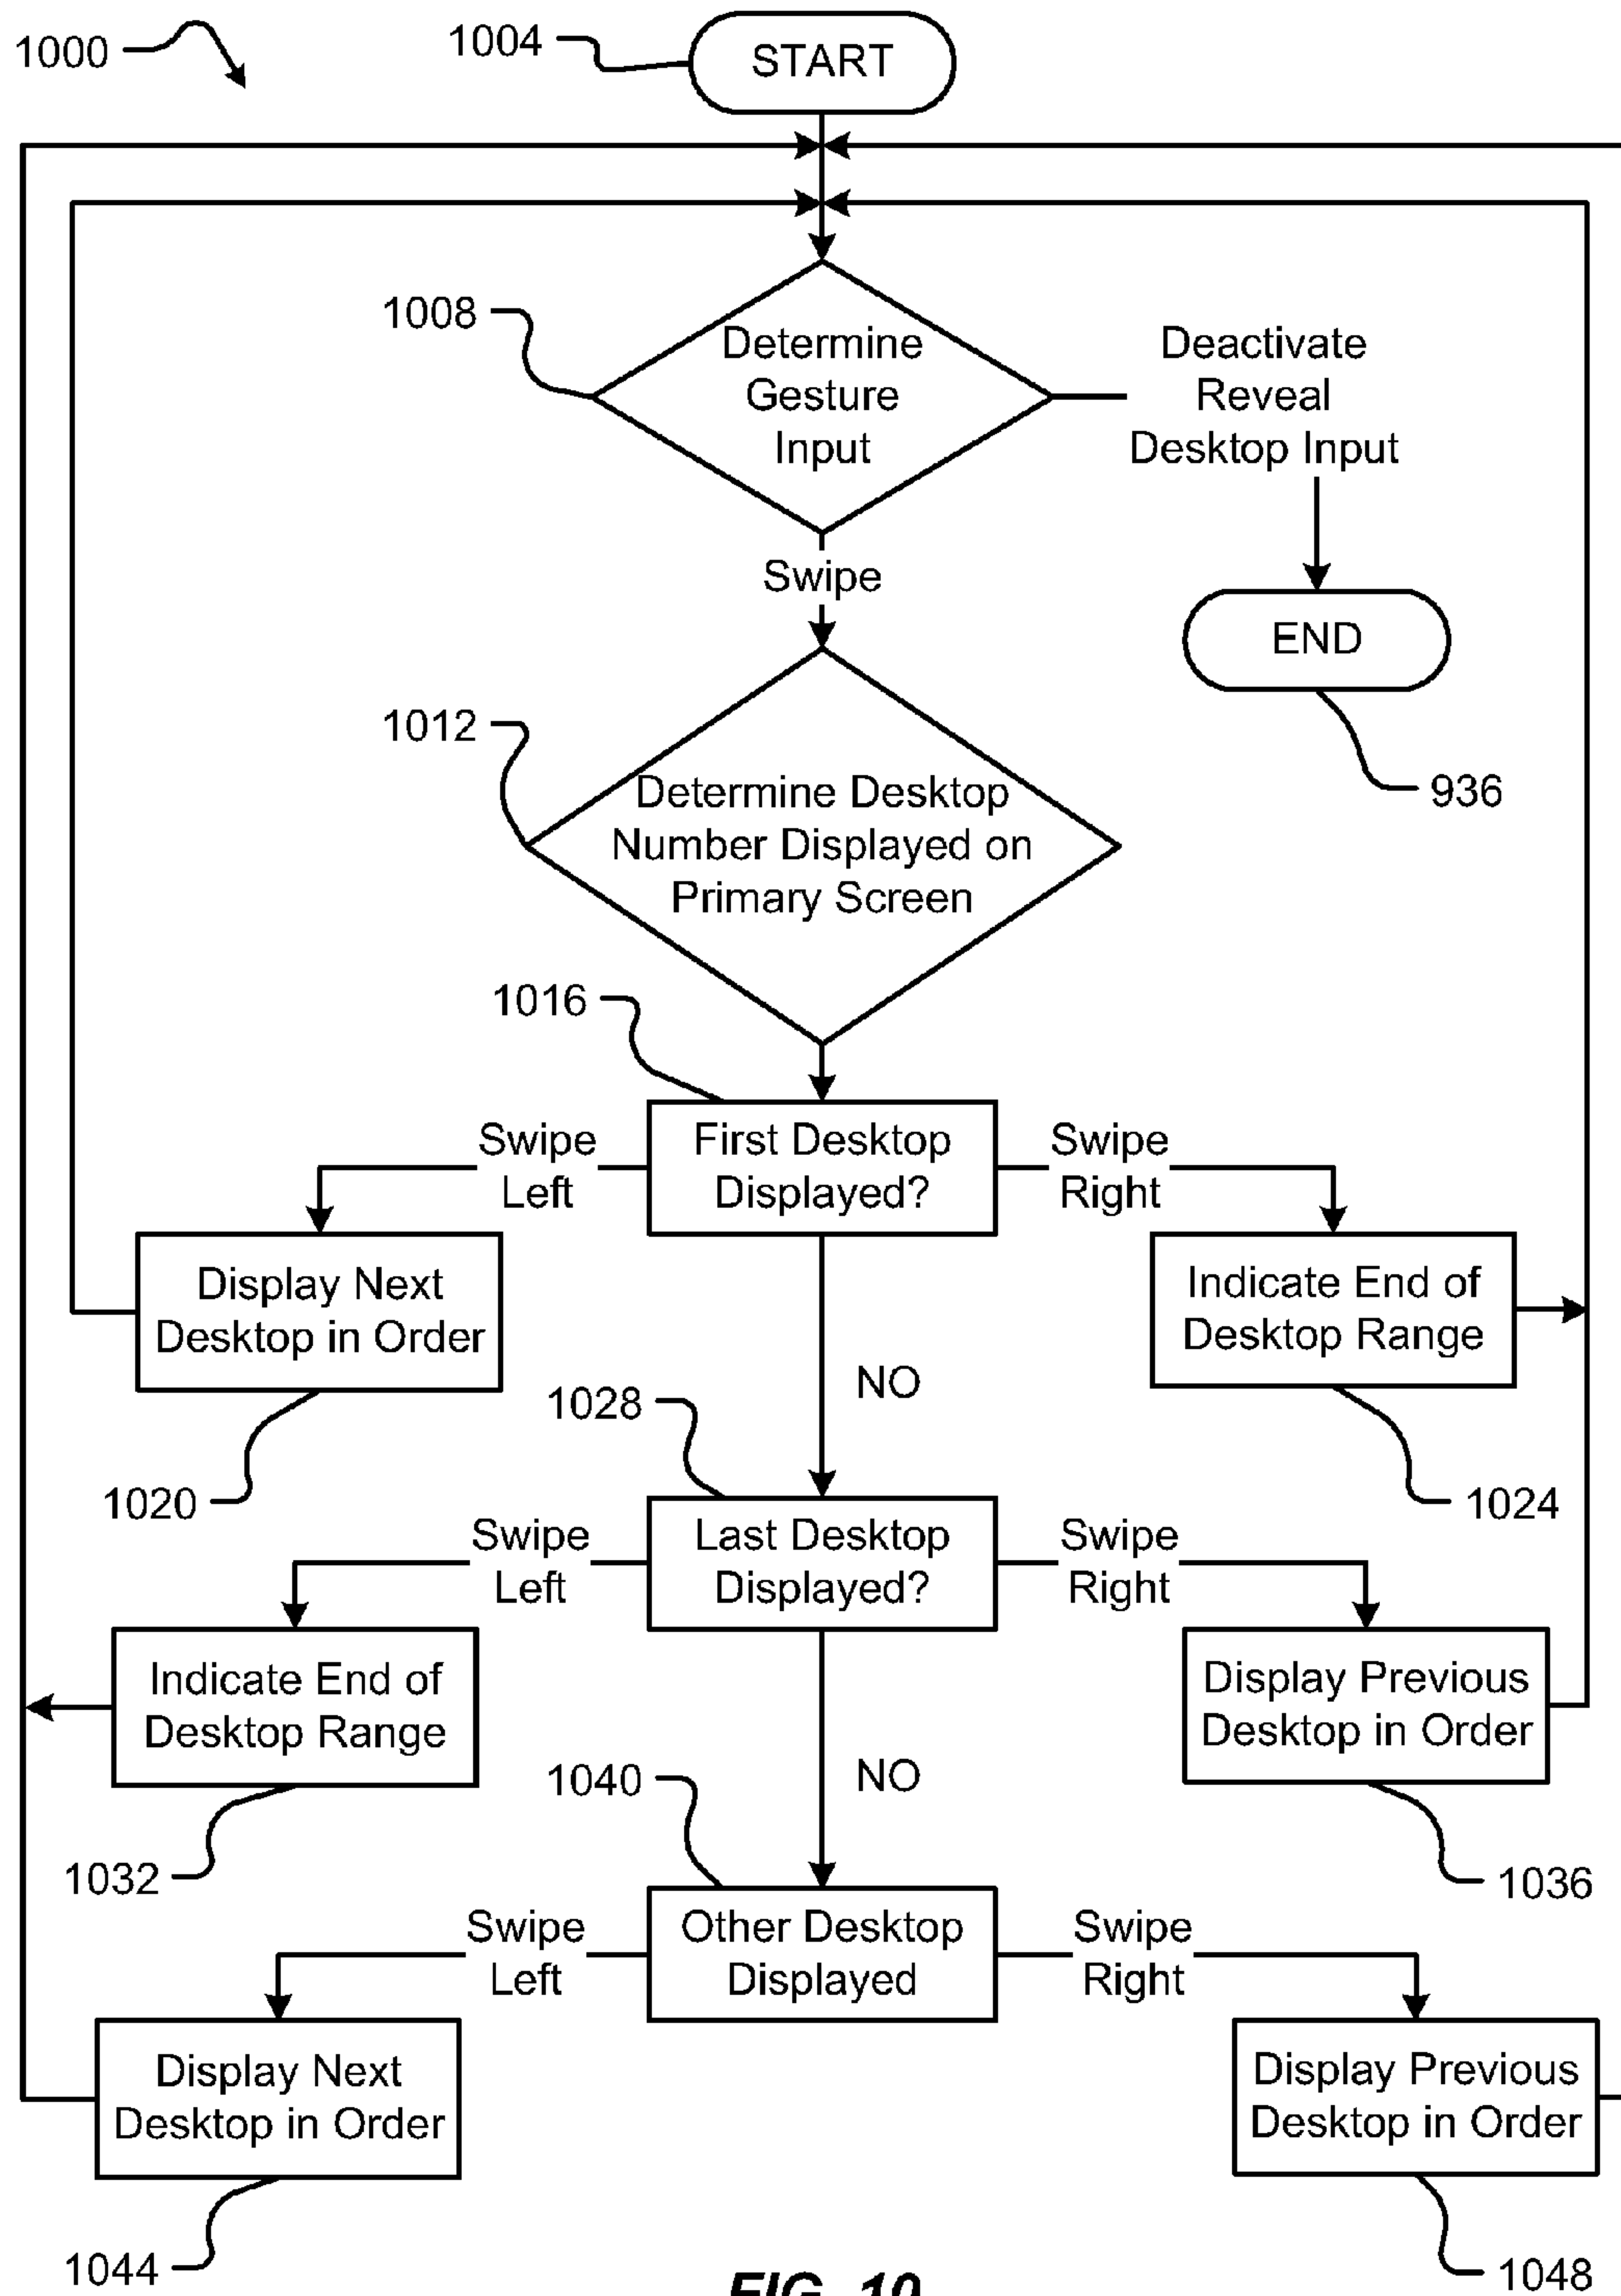 1000
1004
START
1008
Determine
Gesture
Input
Deactivate
Reveal
Desktop Input
Swipe
END
936
1012
Determine Desktop
Number Displayed on
Primary Screen
1016
Swipe
Left
First Desktop
Displayed?
Swipe
Right
Display Next
Desktop in Order
Indicate End of
Desktop Range
NO
1020
1028
1024
Swipe
Left
Last Desktop
Displayed?
Swipe
Right
Indicate End of
Desktop Range
Display Previous
Desktop in Order
NO
1032
1040
1036
Swipe
Left
Other Desktop
Displayed
Swipe
Right
Display Next
Desktop in Order
Display Previous
Desktop in Order
1044
1048
FIG. 10